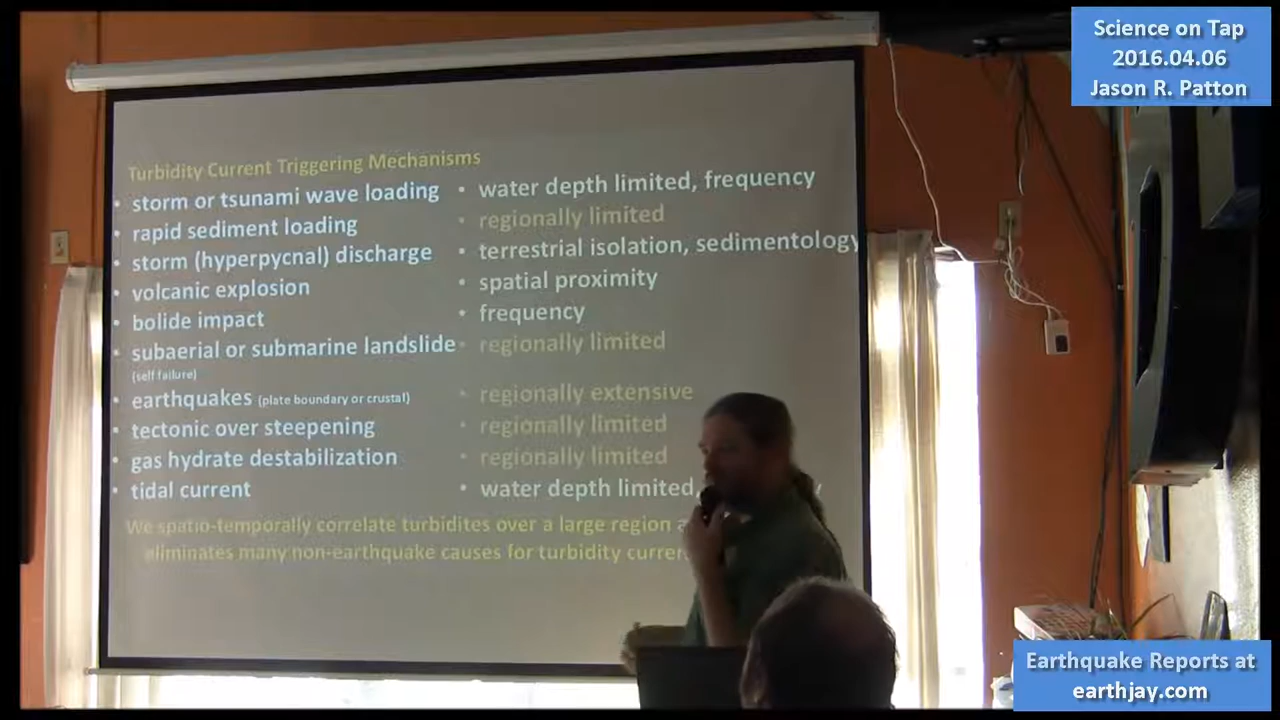 Science on Tap
2016.04.06
Jason R. Patton
Turbidity Current Triggering Mechanisms
• storm or tsunami wave loading
• water depth limited, frequency
• rapid sediment loading
• regionally limited
• storm (hyperpycnal) discharge
• terrestrial isolation, sedimentology
• volcanic explosion
• spatial proximity
• bolide impact
• frequency
• subaerial or submarine landslide
• regionally limited
(self failure)
• earthquakes (plate boundary or crustal)
• regionally extensive
• tectonic over steepening
• regionally limited
• gas hydrate destabilization
• regionally limited
• tidal current
• water depth limited,
We spatio-temporally correlate turbidites over a large region
eliminates many non-earthquake causes for turbidity
Earthquake Reports at
earthjay.com